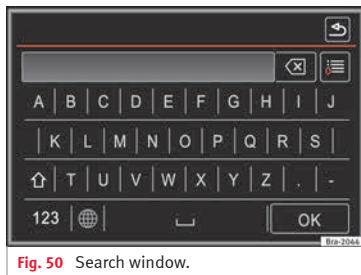 A B C D E F G H I J
K L M N O P Q R S
T U V W X Y Z . -
123 OK
Bra-2044
Fig. 50 Search window.